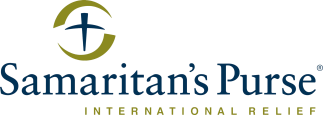 Samaritan's Purse®
INTERNATIONAL RELIEF